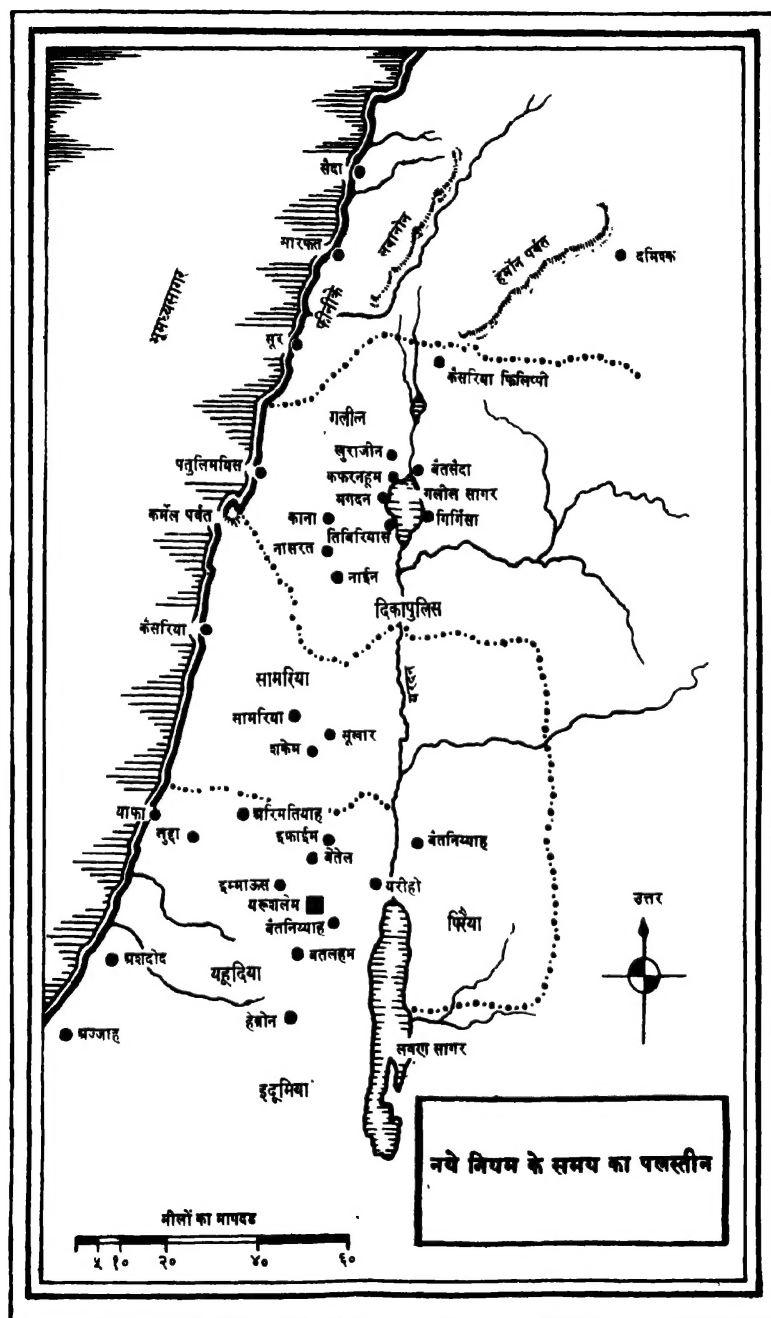 सैदा
सारफत
लबानोन
हेर्मोन पर्वत
दमिश्क
भूमध्यसागर
फीनीके
सूर
कैसरिया फिलिप्पी
गलील
खुराजीन
पतुलिमयिस
कफरनहूम
बैतसैदा
मगदन
गलील सागर
कर्मेल पर्वत
काना
तिबिरियास
गिर्गिसा
नासरत
नाईन
दिकापुलिस
कैसरिया
यरदन
सामरिया
सामरिया
सूखार
शकेम
याफा
अरिमतियाह
लुद्दा
इफ्राईम
बैतनिय्याह
बेतेल
इम्माऊस
यरीहो
यरूशलेम
बैतनिय्याह
पिरैया
उत्तर
अशदोद
बेतलहम
यहूदिया
हेब्रोन
अज्जाह
लवण सागर
इदूमिया
नये नियम के समय का पलस्तीन
मीलों का मापदंड
५ १० २० ४० ६०